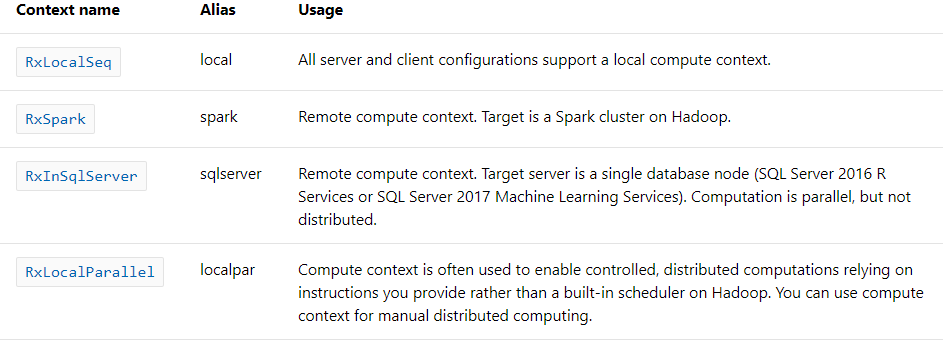 Context name Alias Usage
RxLocalSeq local All server and client configurations support a local compute context.
RxSpark spark Remote compute context. Target is a Spark cluster on Hadoop.
RxInSqlServer sqlserver Remote compute context. Target server is a single database node (SQL Server 2016 R
Services or SQL Server 2017 Machine Learning Services). Computation is parallel, but not
distributed.
RxLocalParallel localpar Compute context is often used to enable controlled, distributed computations relying on
instructions you provide rather than a built-in scheduler on Hadoop. You can use compute
context for manual distributed computing.